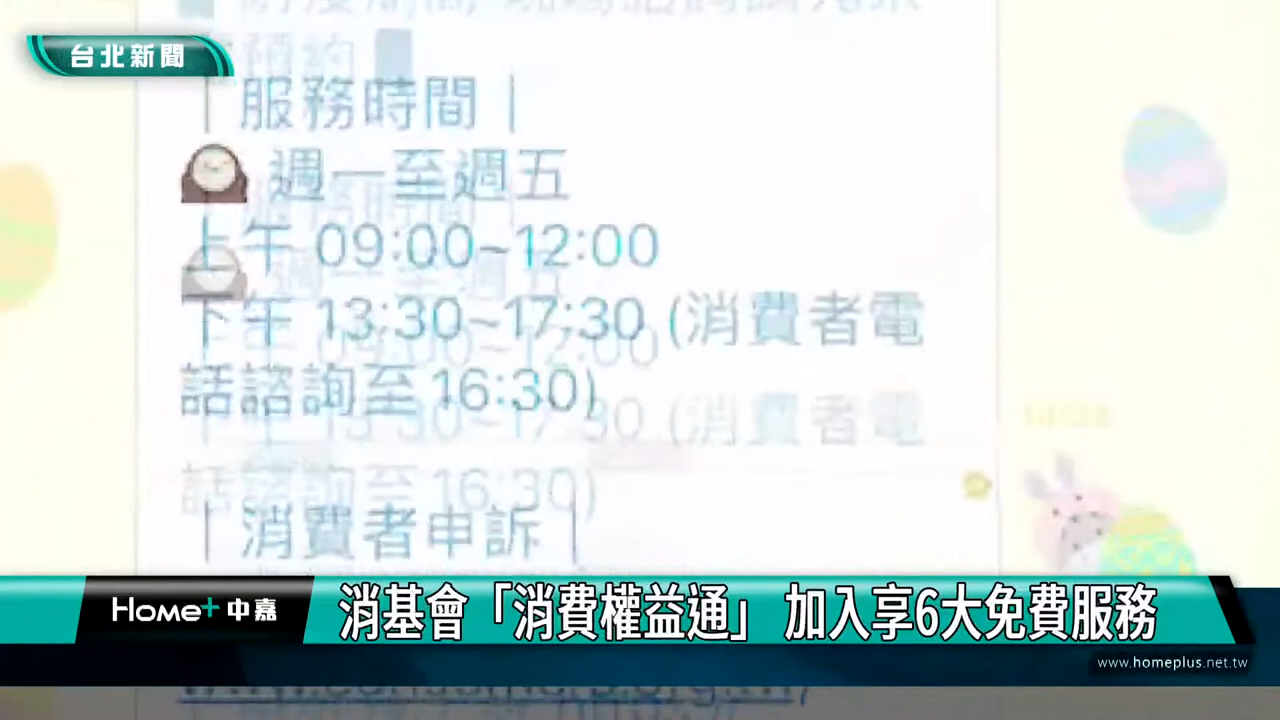 台北新聞
｜服務時間｜
週一至週五
上午 09:00~12:00
下午 13:30~17:30 (消費者電
話諮詢至16:30)
｜消費者申訴｜
Home+ 中嘉
消基會「消費權益通」 加入享6大免費服務
www.homeplus.net.tw